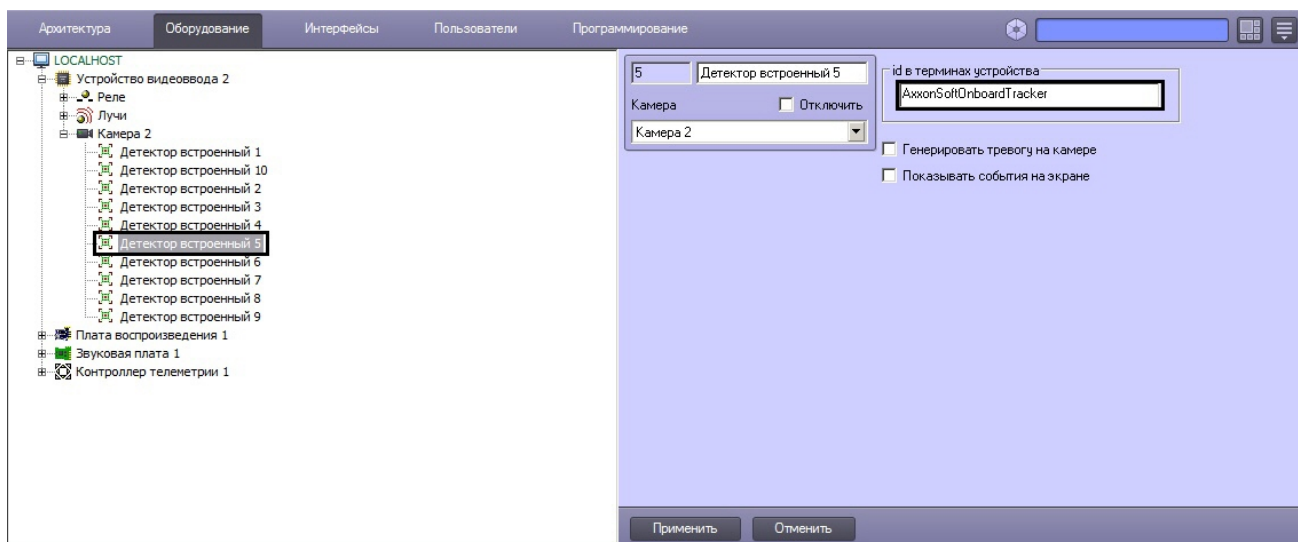 Архитектура Оборудование Интерфейсы Пользователи Программирование
LOCALHOST
Устройство видеоввода 2
Реле
Лучи
Камера 2
Детектор встроенный 1
Детектор встроенный 10
Детектор встроенный 2
Детектор встроенный 3
Детектор встроенный 4
Детектор встроенный 5
Детектор встроенный 6
Детектор встроенный 7
Детектор встроенный 8
Детектор встроенный 9
Плата воспроизведения 1
Звуковая плата 1
Контроллер телеметрии 1
5 Детектор встроенный 5
Камера Отключить
Камера 2
id в терминах устройства
AxxonSoftOnboardTracker
Генерировать тревогу на камере
Показывать события на экране
Применить Отменить